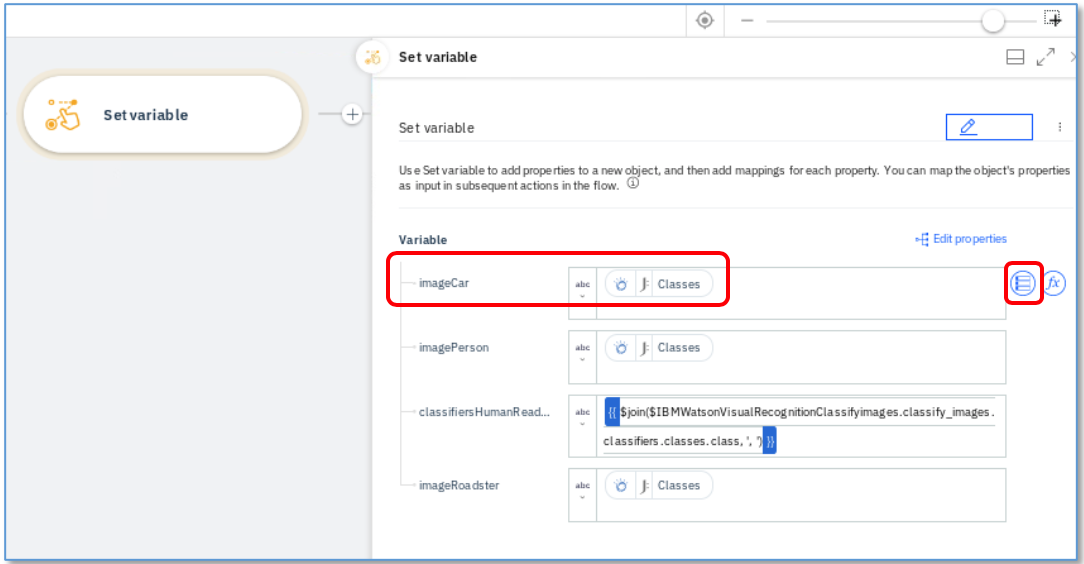 Set variable
Set variable
Set variable
Use Set variable to add properties to a new object, and then add mappings for each property. You can map the object's properties
as input in subsequent actions in the flow.
Variable
Edit properties
imageCar
abc
Classes
fx
imagePerson
abc
Classes
classifiersHumanRead...
abc
{{ $join($IBMWatsonVisualRecognitionClassifyimages.classify_images.
classifiers.classes.class, ', ') }}
imageRoadster
abc
Classes